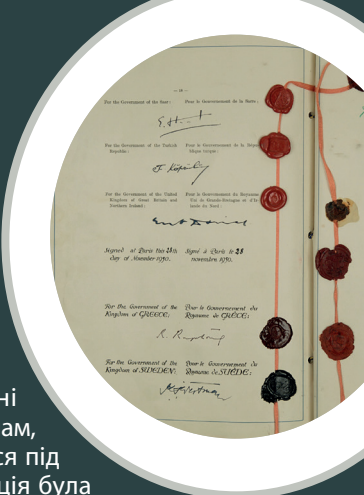 — 18 —
For the Government of the Saar: Pour le Gouvernement de la Sarre:
For the Government of the Turkish Pour le Gouvernement de la
Republic: turque:
For the Government of the United Pour le Gouvernement du Royaume
Kingdom of Great Britain and Uni de Grande-Bretagne et d'Ir-
Northern Ireland: lande du Nord:
Signed at Paris this 28th Signé à Paris le 28
day of November 1950. novembre 1950.
For the Government of the Pour le Gouvernement du
Kingdom of GREECE: Royaume de GRÈCE:
For the Government of the Pour le Gouvernement du
Kingdom of SWEDEN: Royaume de SUÈDE:
ні
ам,
ся під
ція була